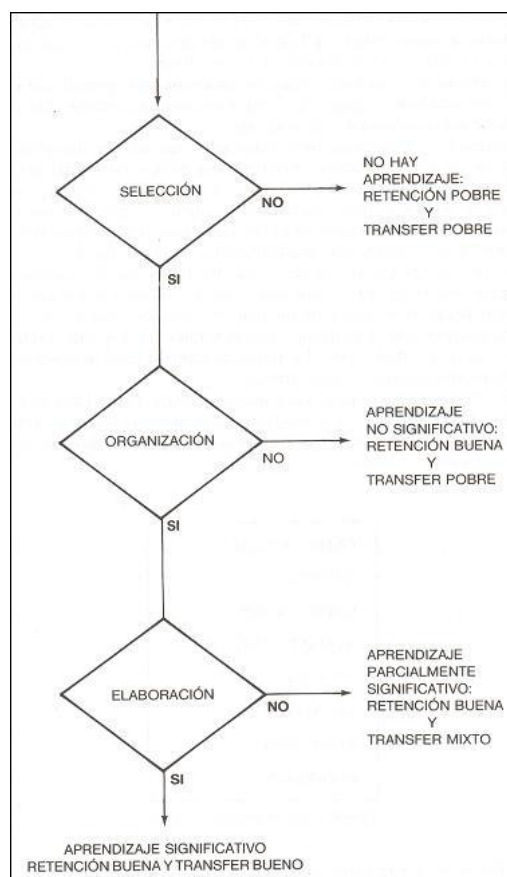 SELECCIÓN
NO
NO HAY
APRENDIZAJE:
RETENCIÓN POBRE
Y
TRANSFER POBRE
SI
ORGANIZACIÓN
NO
APRENDIZAJE
NO SIGNIFICATIVO:
RETENCIÓN BUENA
Y
TRANSFER POBRE
SI
ELABORACIÓN
NO
APRENDIZAJE
PARCIALMENTE
SIGNIFICATIVO:
RETENCIÓN BUENA
Y
TRANSFER MIXTO
SI
APRENDIZAJE SIGNIFICATIVO
RETENCIÓN BUENA Y TRANSFER BUENO